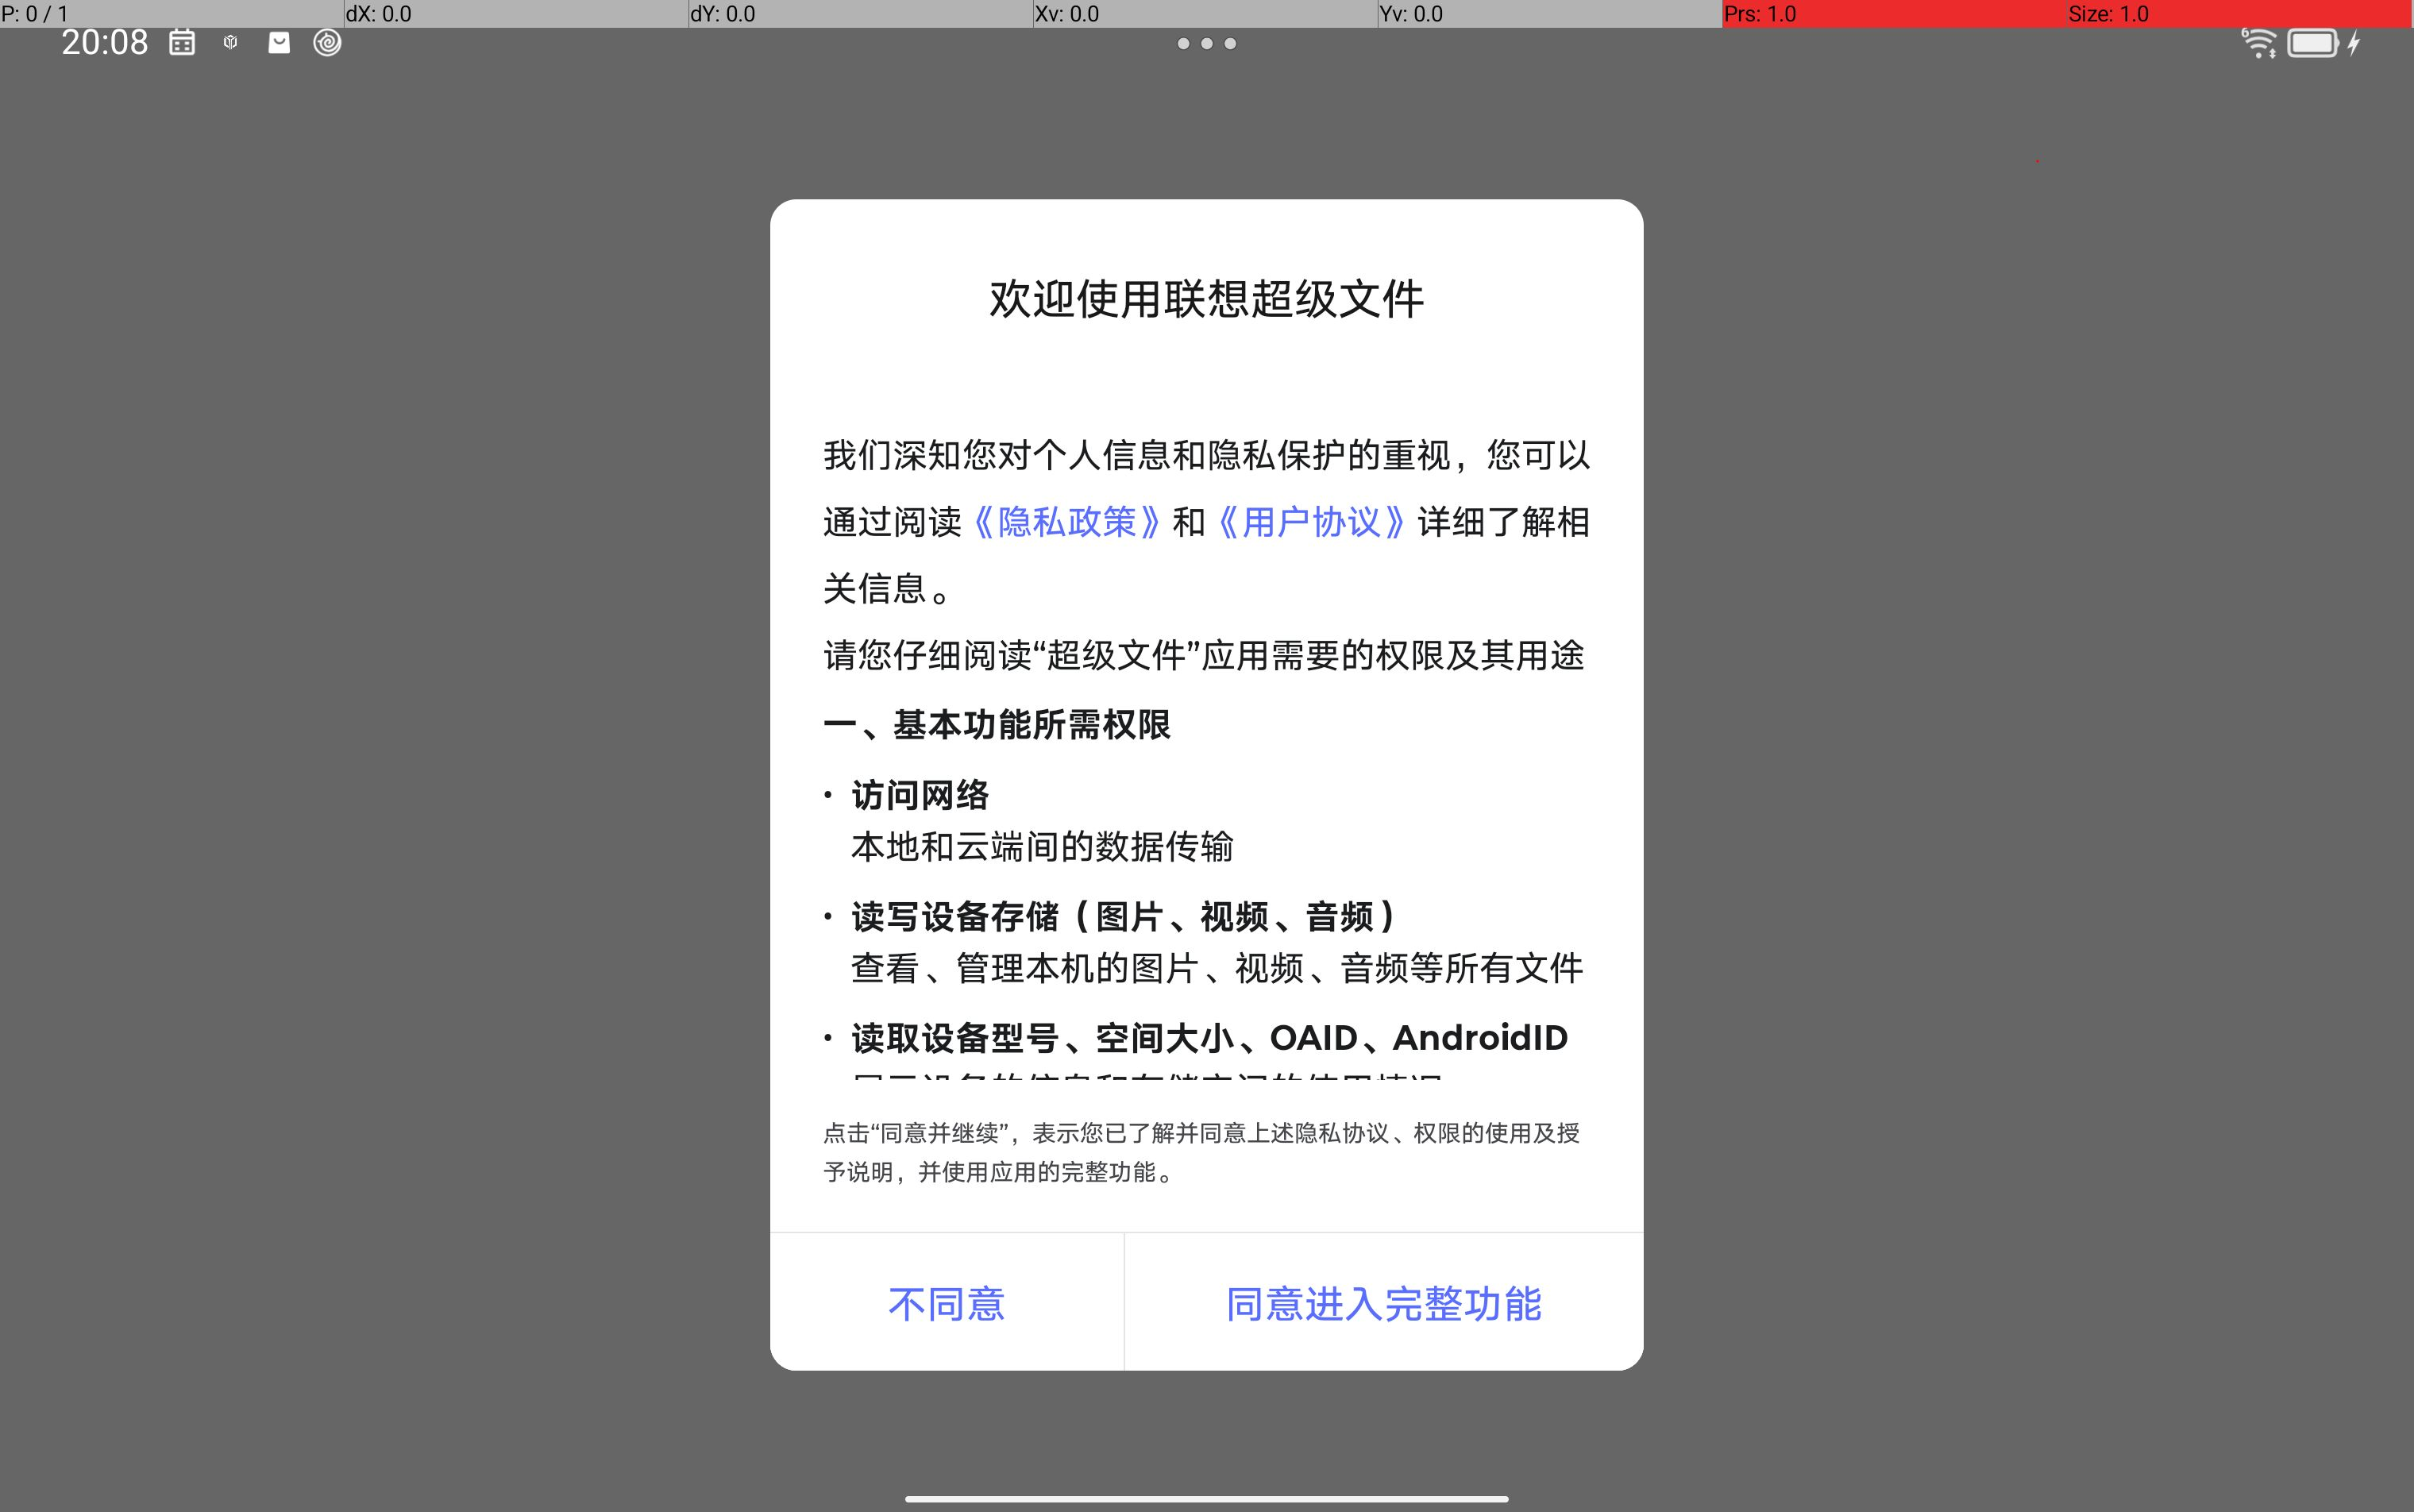 P: 0 / 1 dX: 0.0 dY: 0.0 Xv: 0.0 Yv: 0.0 Prs: 1.0 Size: 1.0
20:08
6
欢迎使用联想超级文件
我们深知您对个人信息和隐私保护的重视，您可以
通过阅读《隐私政策》和《用户协议》详细了解相
关信息。
请您仔细阅读“超级文件”应用需要的权限及其用途
一、基本功能所需权限
· 访问网络
本地和云端间的数据传输
· 读写设备存储（图片、视频、音频）
查看、管理本机的图片、视频、音频等所有文件
· 读取设备型号、空间大小、OAID、AndroidID
点击“同意并继续”，表示您已了解并同意上述隐私协议、权限的使用及授
予说明，并使用应用的完整功能。
不同意
同意进入完整功能